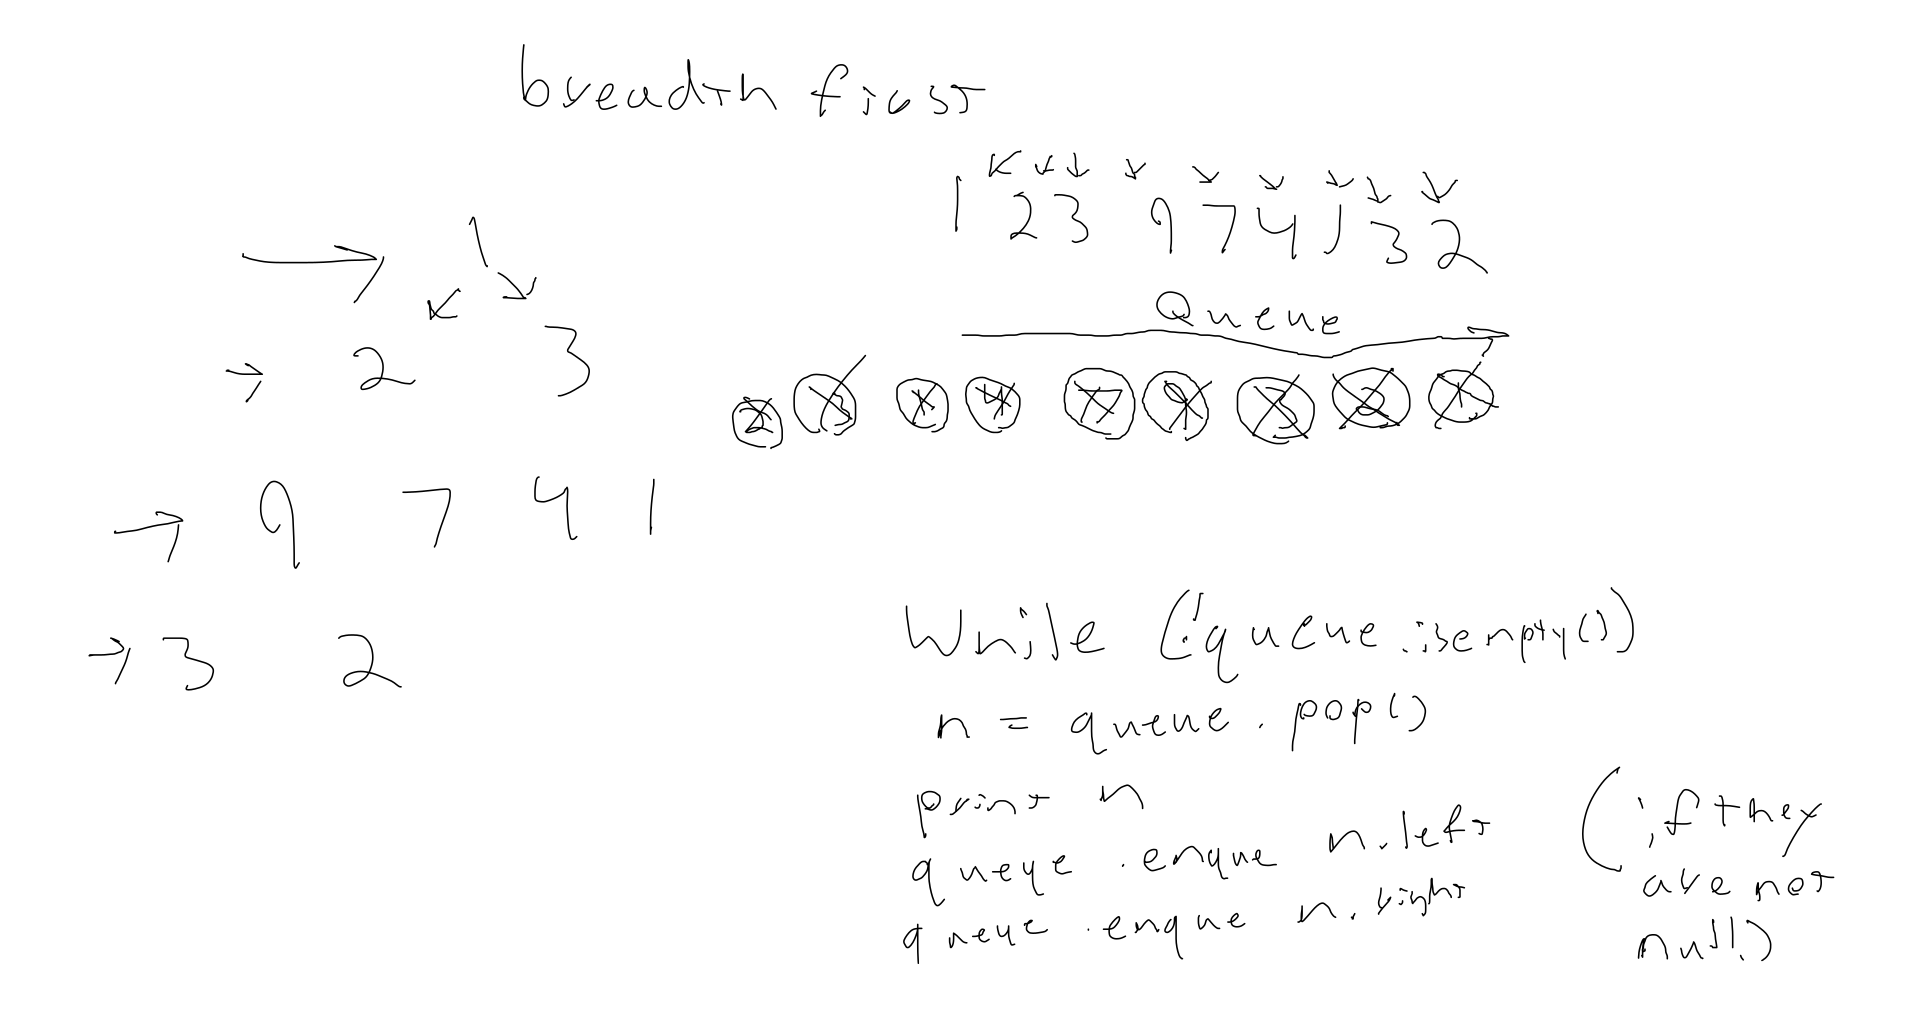 breadth first
1 2 3 9 7 4 1 3 2
1
2 3
9 7 4 1
3 2
Queue
2 3 1 4 7 9 3 2 1
While (!queue.isempty())
n = queue.pop()
print n
queue.enque n.left
queue.enque n.right
(if they
are not
null)